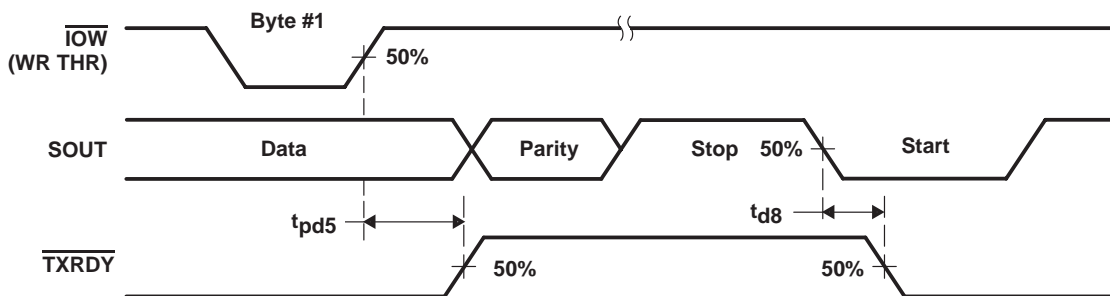 Byte #1
IOW
(WR THR)
50%
SOUT
Data
Parity
Stop
50%
Start
tpd5
td8
TXRDY
50%
50%